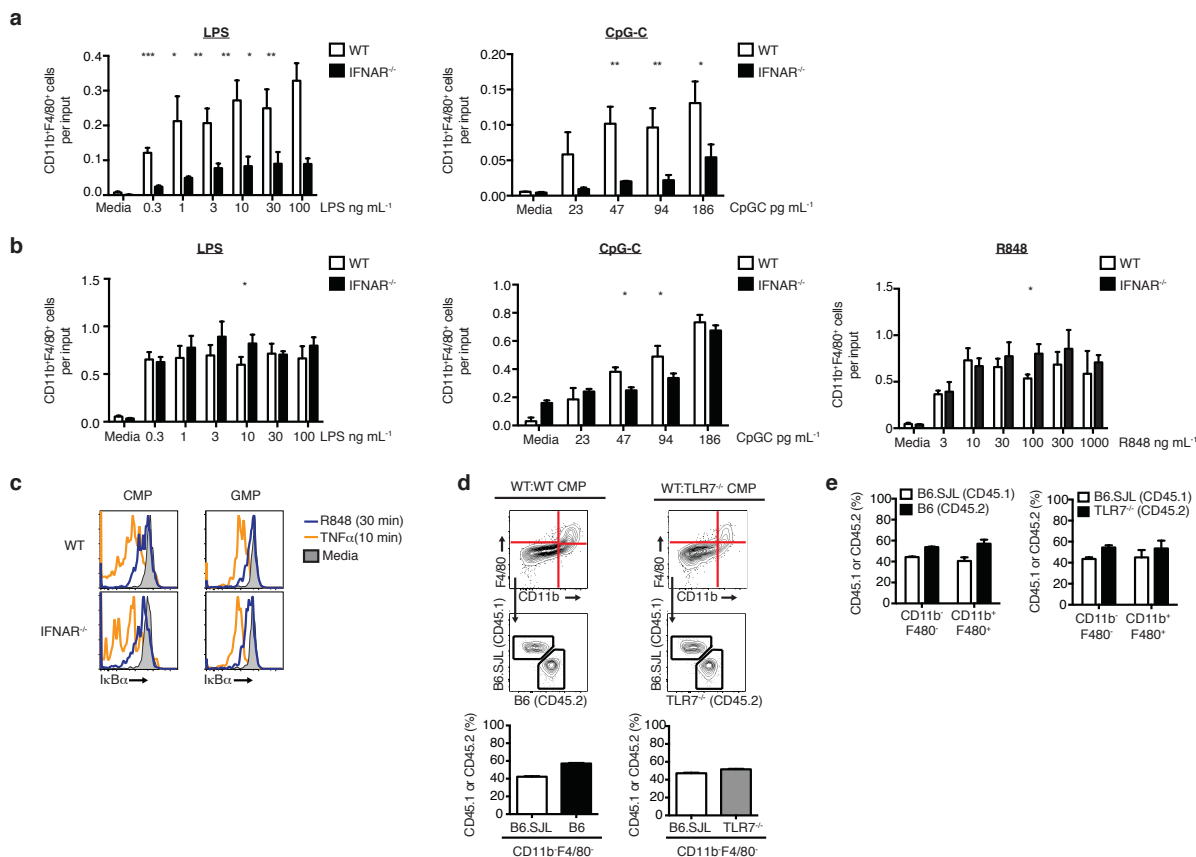 a
LPS
*** * ** ** * **
WT
IFNAR-/-
CD11b+F4/80+ cells
per input
0.4
0.3
0.2
0.1
0.0
Media 0.3 1 3 10 30 100 LPS ng mL-1
CpG-C
** ** *
WT
IFNAR-/-
CD11b+F4/80+ cells
per input
0.20
0.15
0.10
0.05
0.00
Media 23 47 94 186 CpGC pg mL-1
b
LPS
*
WT
IFNAR-/-
CD11b+F4/80+ cells
per input
1.5
1.0
0.5
0.0
Media 0.3 1 3 10 30 100 LPS ng mL-1
CpG-C
* *
WT
IFNAR-/-
CD11b+F4/80+ cells
per input
1.0
0.8
0.6
0.4
0.2
0.0
Media 23 47 94 186 CpGC pg mL-1
R848
*
WT
IFNAR-/-
CD11b+F4/80+ cells
per input
1.5
1.0
0.5
0
Media 3 10 30 100 300 1000 R848 ng mL-1
c
CMP GMP
WT
IFNAR-/-
R848 (30 min)
TNFα(10 min)
Media
IκBα IκBα
d
WT:WT CMP
F4/80
CD11b
B6.SJL (CD45.1)
B6 (CD45.2)
CD45.1 or CD45.2 (%)
100
80
60
40
20
0
B6.SJL B6
CD11b-F4/80-
WT:TLR7-/- CMP
F4/80
CD11b
B6.SJL (CD45.1)
TLR7-/- (CD45.2)
CD45.1 or CD45.2 (%)
100
80
60
40
20
0
B6.SJL TLR7-/-
CD11b-F4/80-
e
B6.SJL (CD45.1)
B6 (CD45.2)
CD45.1 or CD45.2 (%)
100
80
60
40
20
0
CD11b- CD11b+
F480- F480+
B6.SJL (CD45.1)
TLR7-/- (CD45.2)
CD45.1 or CD45.2 (%)
100
80
60
40
20
0
CD11b- CD11b+
F480- F480+